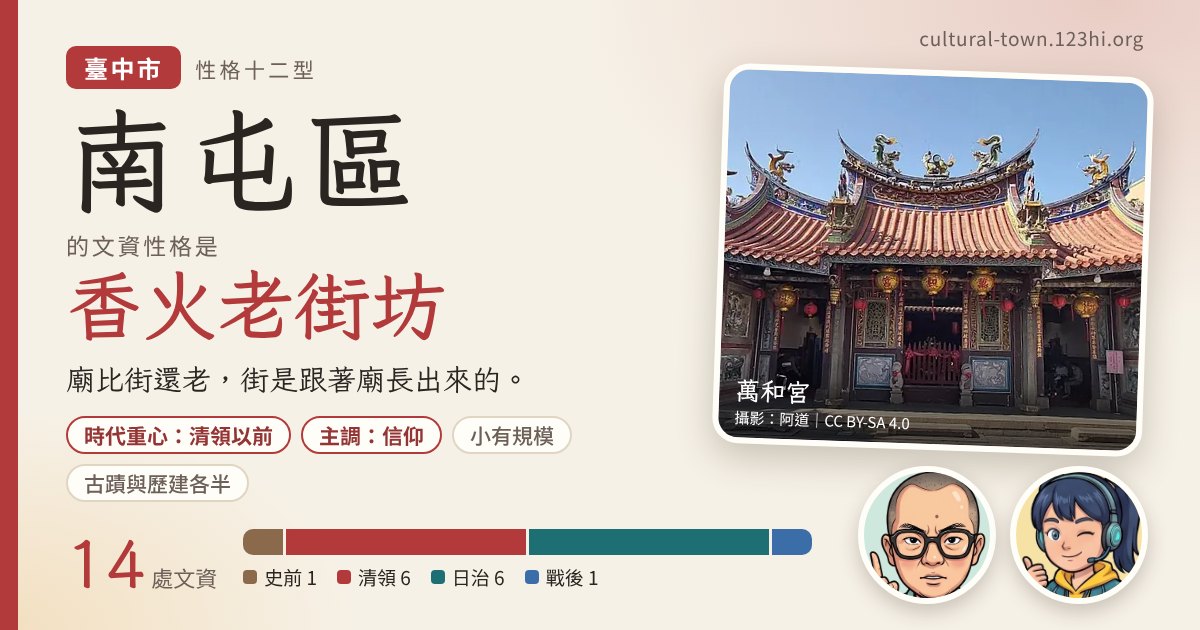 cultural-town.123hi.org
臺中市 性格十二型
南屯區
的文資性格是
香火老街坊
廟比街還老,街是跟著廟長出來的。
時代重心:清領以前 主調:信仰 小有規模
古蹟與歷建各半
14 處文資
史前 1 清領 6 日治 6 戰後 1
萬和宮
攝影:阿道|CC BY-SA 4.0